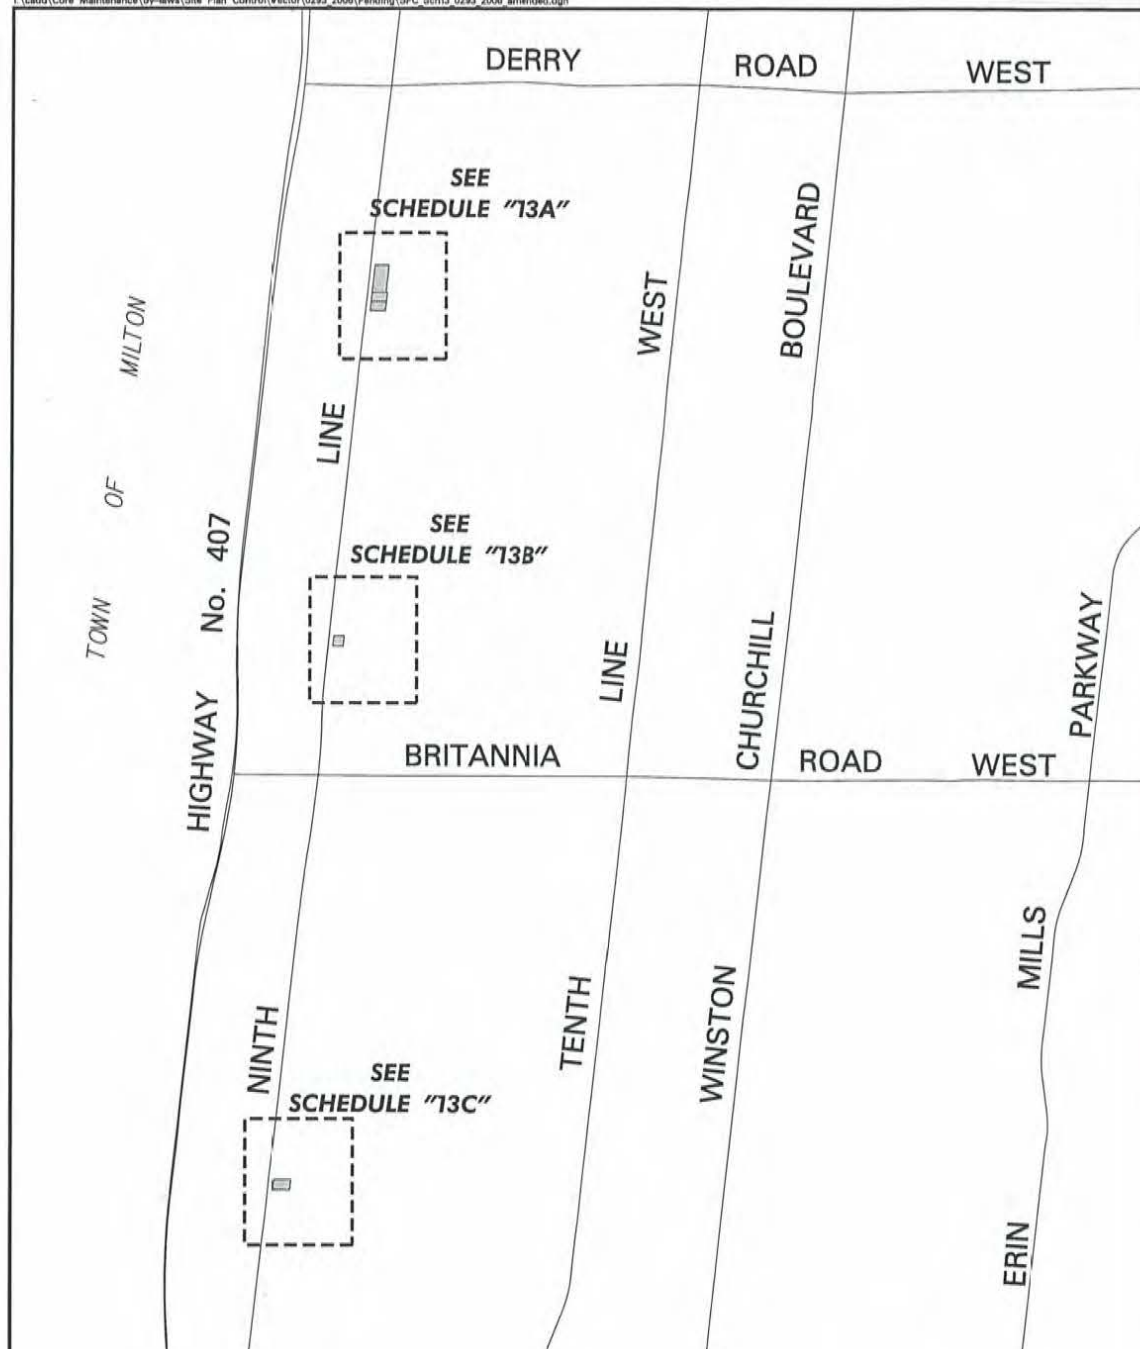 DERRY ROAD WEST
SEE
SCHEDULE "13A"
TOWN OF MILTON
HIGHWAY No. 407
NINTH LINE
TENTH LINE WEST
WINSTON CHURCHILL BOULEVARD
SEE
SCHEDULE "13B"
BRITANNIA ROAD WEST
ERIN MILLS PARKWAY
SEE
SCHEDULE "13C"